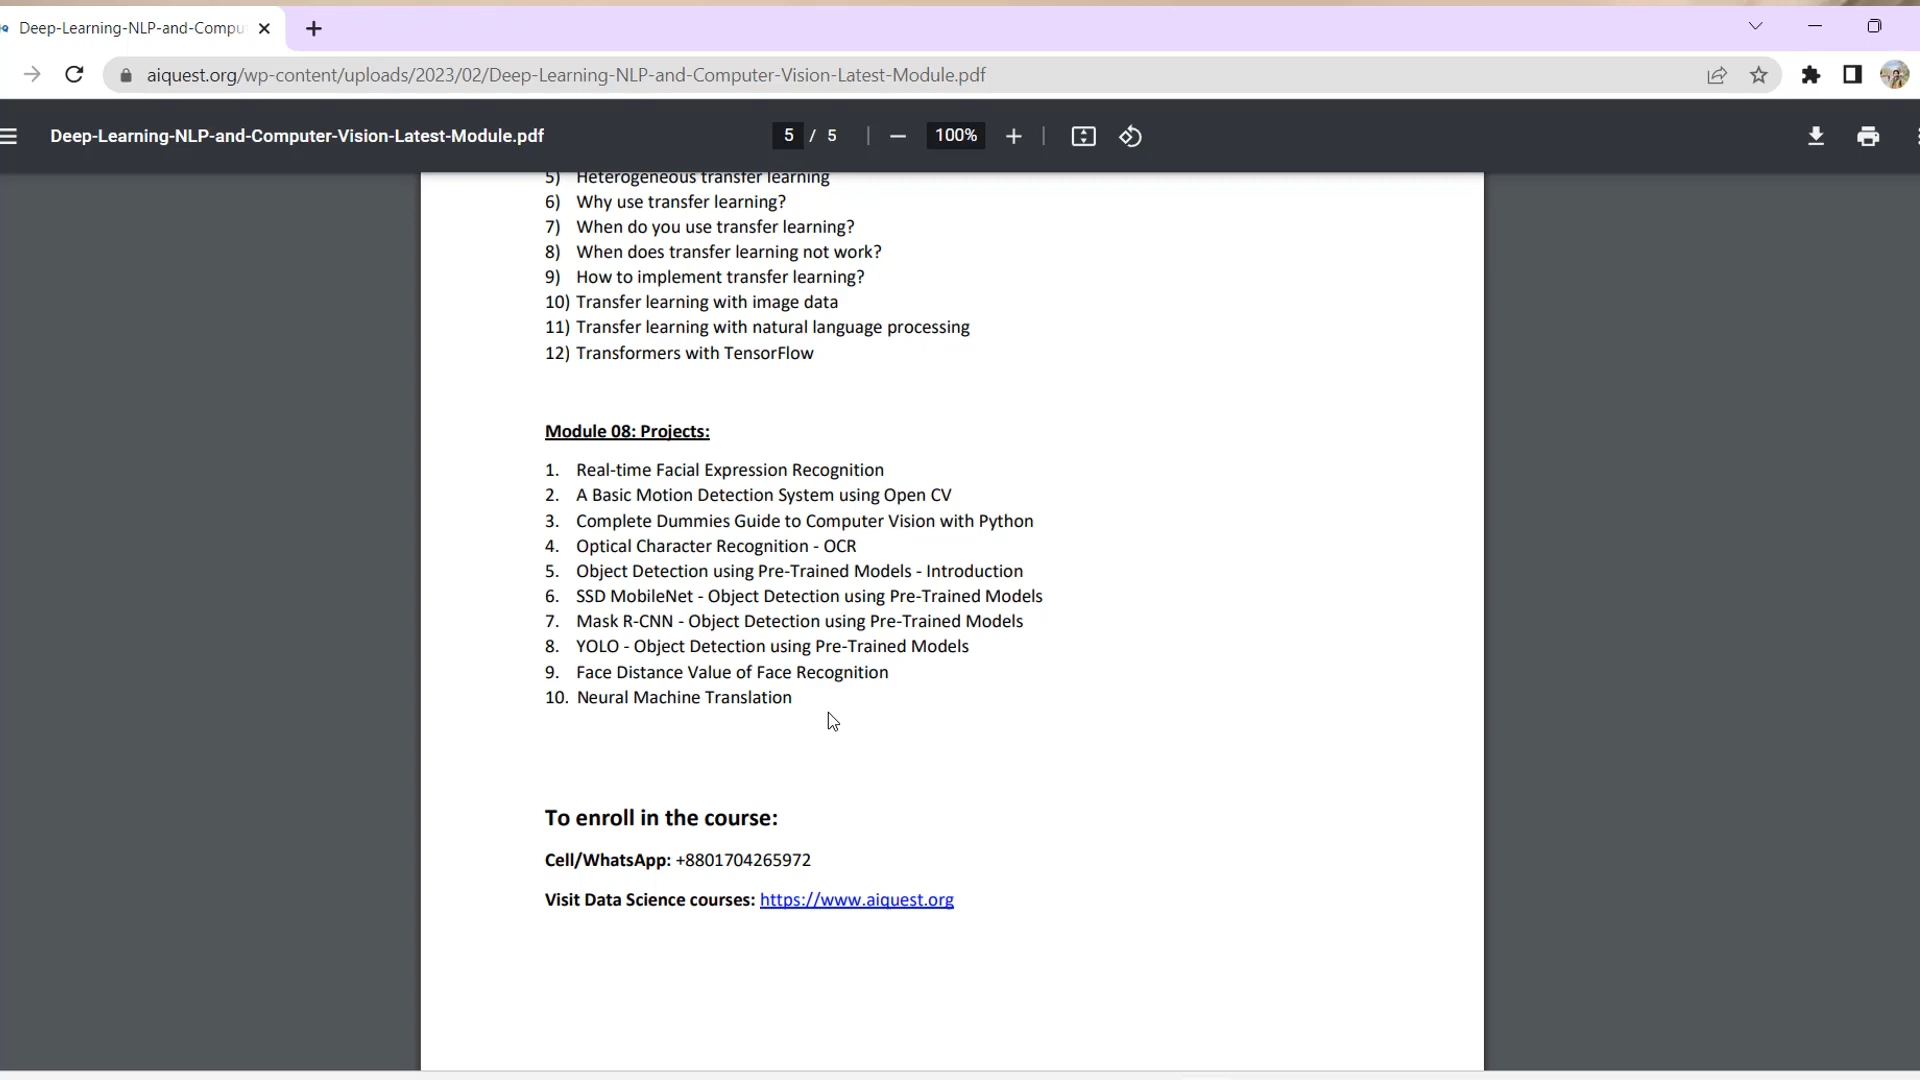 Deep-Learning-NLP-and-Compu
aiquest.org/wp-content/uploads/2023/02/Deep-Learning-NLP-and-Computer-Vision-Latest-Module.pdf
Deep-Learning-NLP-and-Computer-Vision-Latest-Module.pdf 5 / 5 100%
5) Heterogeneous transfer learning
6) Why use transfer learning?
7) When do you use transfer learning?
8) When does transfer learning not work?
9) How to implement transfer learning?
10) Transfer learning with image data
11) Transfer learning with natural language processing
12) Transformers with TensorFlow
Module 08: Projects:
1. Real-time Facial Expression Recognition
2. A Basic Motion Detection System using Open CV
3. Complete Dummies Guide to Computer Vision with Python
4. Optical Character Recognition - OCR
5. Object Detection using Pre-Trained Models - Introduction
6. SSD MobileNet - Object Detection using Pre-Trained Models
7. Mask R-CNN - Object Detection using Pre-Trained Models
8. YOLO - Object Detection using Pre-Trained Models
9. Face Distance Value of Face Recognition
10. Neural Machine Translation
To enroll in the course:
Cell/WhatsApp: +8801704265972
Visit Data Science courses: https://www.aiquest.org